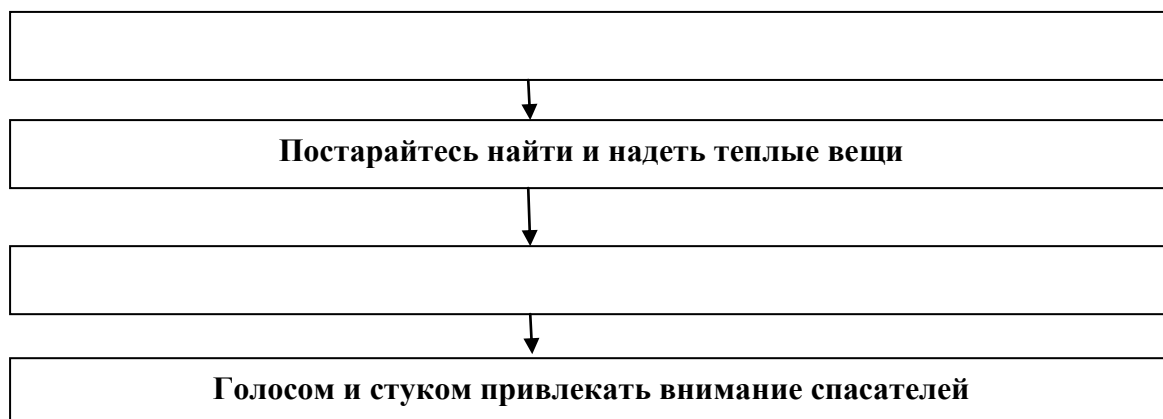 Постарайтесь найти и надеть теплые вещи
Голосом и стуком привлекать внимание спасателей